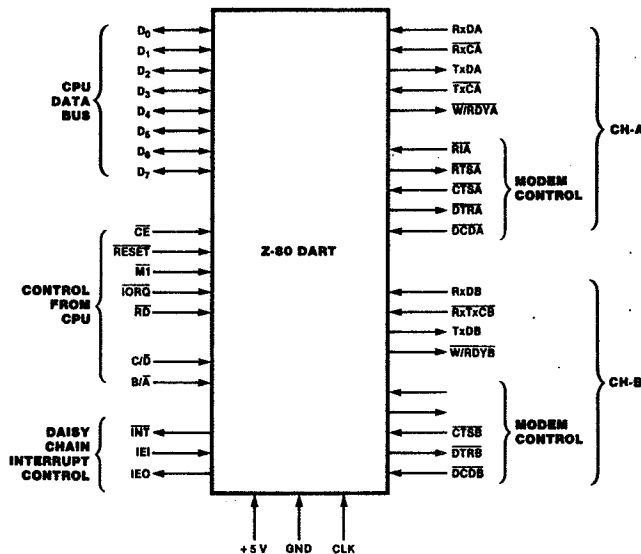 D0
D1
D2
D3
D4
D5
D6
D7
CPU
DATA
BUS
CE
RESET
M1
IORQ
RD
C/D
B/A
CONTROL
FROM
CPU
INT
IEI
IEO
DAISY
CHAIN
INTERRUPT
CONTROL
Z-80 DART
RxDA
RxCA
TxDA
TxCA
W/RDYA
RIA
RTSA
CTSA
DTRA
DCDA
MODEM
CONTROL
CH-A
RxDB
RxTxCB
TxDB
W/RDYB
CTSB
DTRB
DCDB
MODEM
CONTROL
CH-B
+5 V
GND
CLK